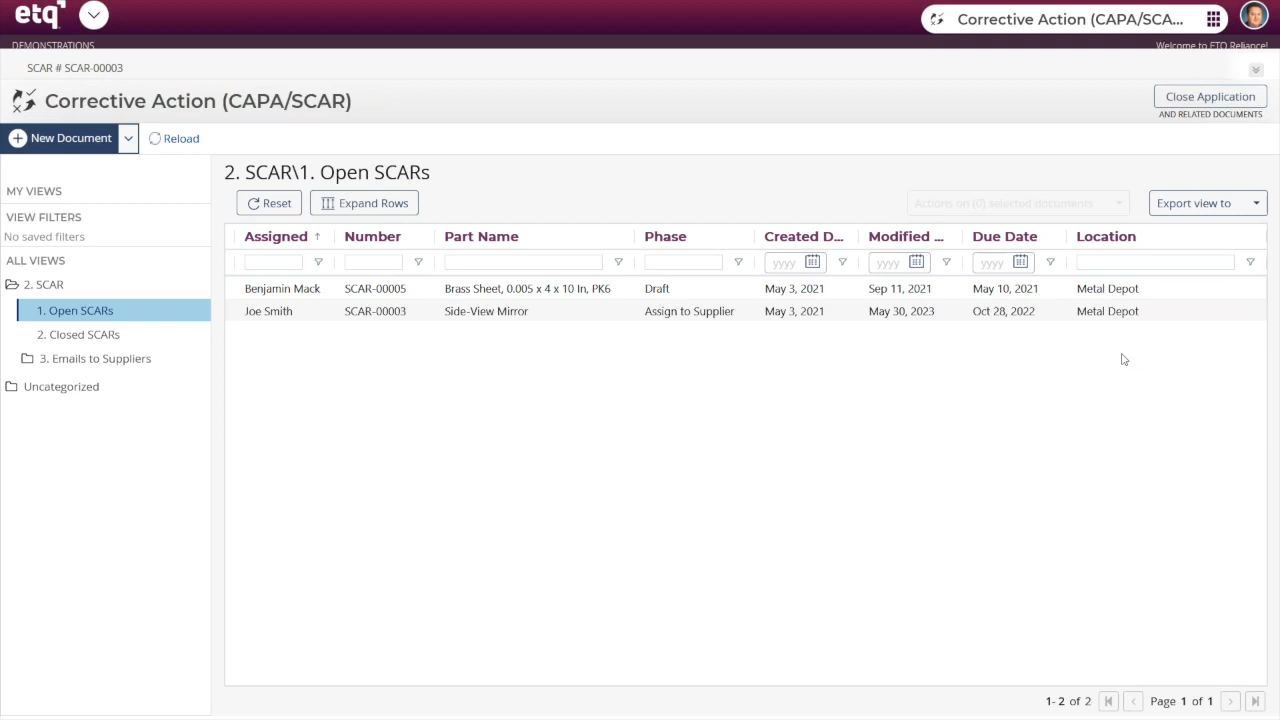 etq
Corrective Action (CAPA/SCA...
DEMONSTRATIONS
Welcome to ETQ Reliance!
SCAR # SCAR-00003
Corrective Action (CAPA/SCAR)
Close Application
AND RELATED DOCUMENTS
New Document
Reload
MY VIEWS
VIEW FILTERS
No saved filters
ALL VIEWS
2. SCAR
1. Open SCARs
2. Closed SCARs
3. Emails to Suppliers
Uncategorized
2. SCAR\1. Open SCARs
Reset
Expand Rows
Actions on (0) selected documents
Export view to
Assigned ↑ Number Part Name Phase Created D... Modified ... Due Date Location
yyyy yyyy yyyy
Benjamin Mack SCAR-00005 Brass Sheet, 0.005 x 4 x 10 In, PK6 Draft May 3, 2021 Sep 11, 2021 May 10, 2021 Metal Depot
Joe Smith SCAR-00003 Side-View Mirror Assign to Supplier May 3, 2021 May 30, 2023 Oct 28, 2022 Metal Depot
1- 2 of 2 Page 1 of 1